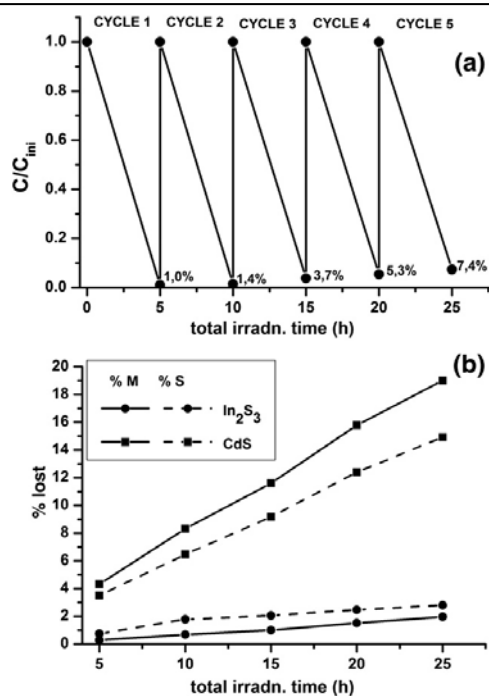 CYCLE 1 CYCLE 2 CYCLE 3 CYCLE 4 CYCLE 5
(a)
C/C_ini
1.0
0.8
0.6
0.4
0.2
0.0
1,0% 1,4% 3,7% 5,3% 7,4%
0 5 10 15 20 25
total irradn. time (h)
(b)
% lost
20
18
16
14
12
10
8
6
4
2
0
% M % S
In₂S₃
CdS
5 10 15 20 25
total irradn. time (h)